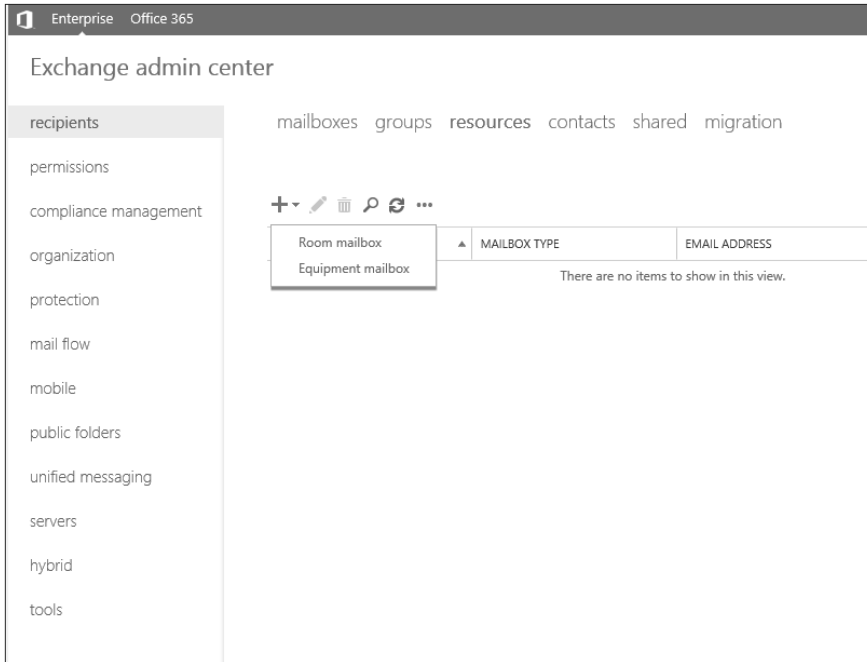 Enterprise Office 365
Exchange admin center
recipients
permissions
compliance management
organization
protection
mail flow
mobile
public folders
unified messaging
servers
hybrid
tools
mailboxes groups resources contacts shared migration
Room mailbox
Equipment mailbox
MAILBOX TYPE EMAIL ADDRESS
There are no items to show in this view.